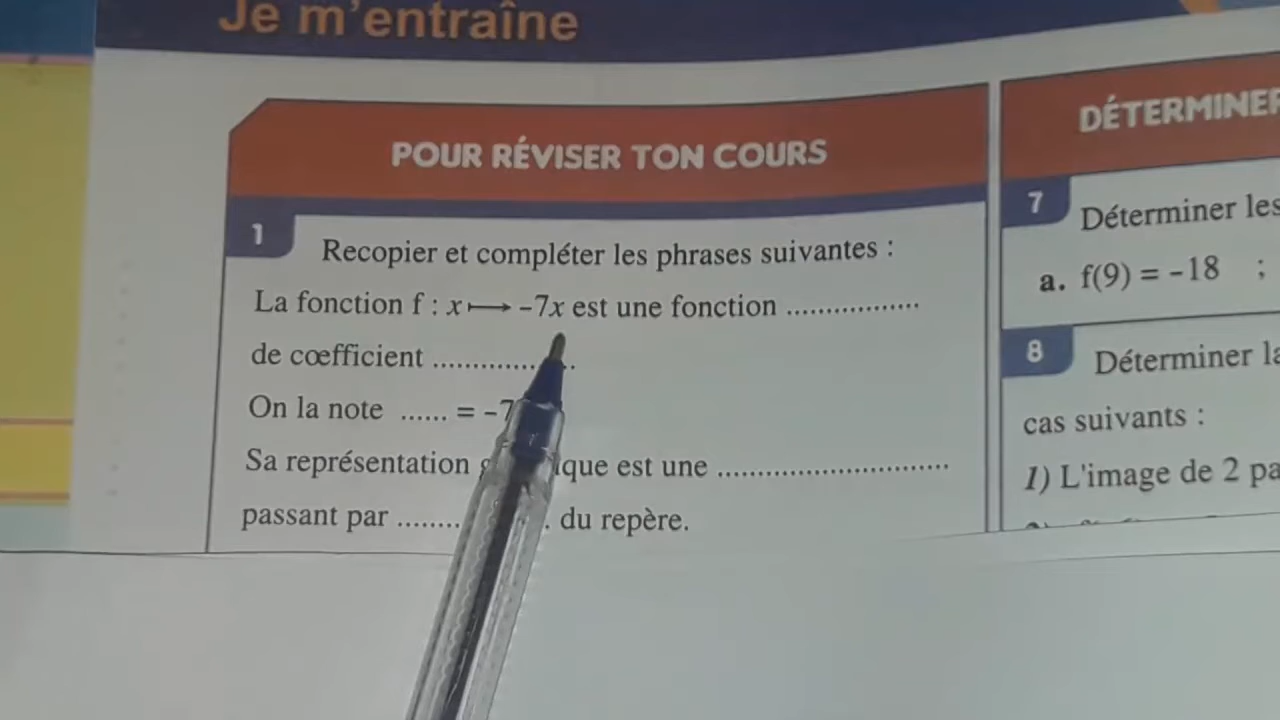 Je m'entraîne
POUR RÉVISER TON COURS
1 Recopier et compléter les phrases suivantes :
La fonction f : x ⟼ -7x est une fonction .................
de cœfficient ..................
On la note ...... = -7
Sa représentation ique est une .............................
passant par ............ du repère.
DÉTERMINER
7 Déterminer les
a. f(9) = -18 ;
8 Déterminer la
cas suivants :
1) L'image de 2 pa